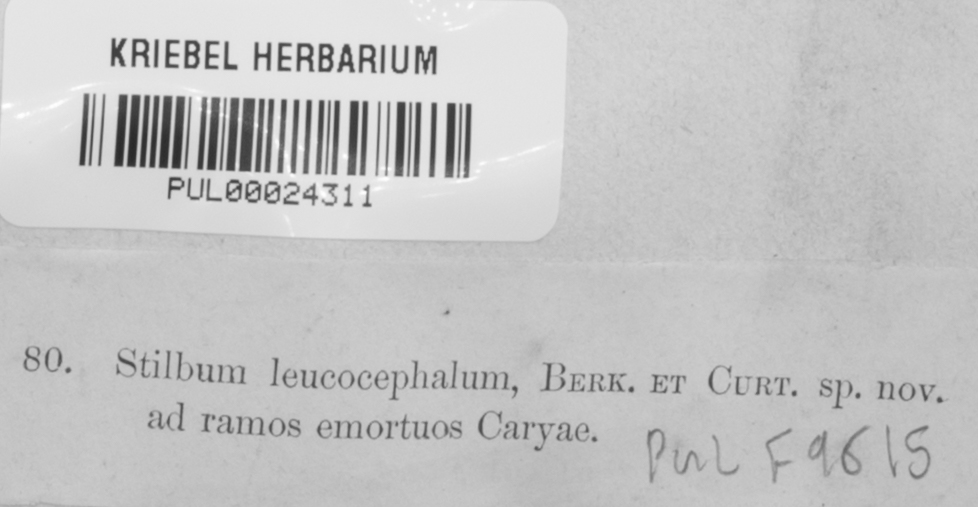 KRIEBEL HERBARIUM
PUL00024311
80. Stilbum leucocephalum, BERK. ET CURT. sp. nov.
ad ramos emortuos Caryae.
PUL F9615